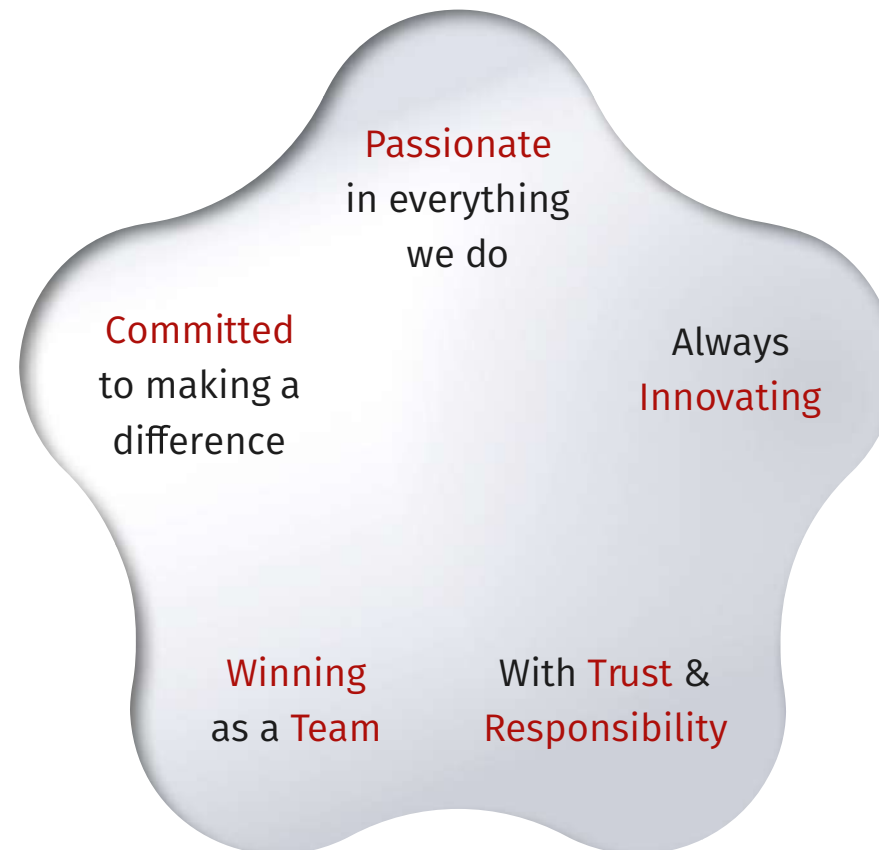 Passionate
in everything
we do
Committed
to making a
difference
Always
Innovating
Winning
as a Team
With Trust &
Responsibility